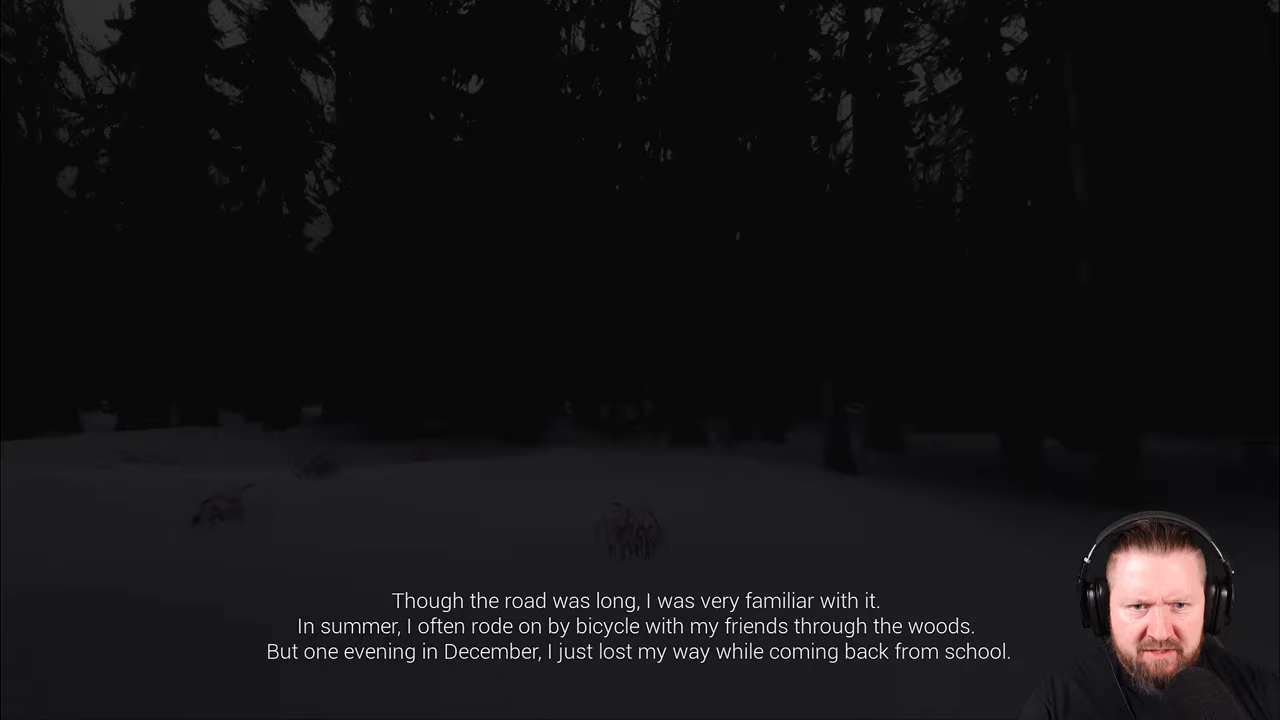 Though the road was long, I was very familiar with it.
In summer, I often rode on by bicycle with my friends through the woods.
But one evening in December, I just lost my way while coming back from school.